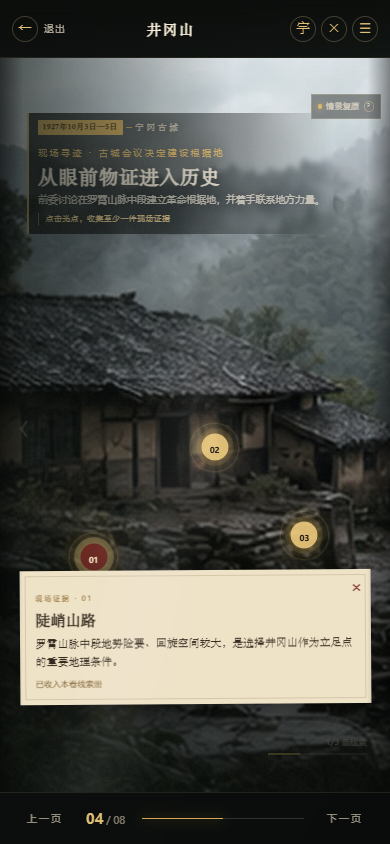 ← 退出
井冈山
字 × ☰
情景复原 ?
1927年10月3日—5日 — 宁冈古城
现场寻迹 · 古城会议决定建设根据地
从眼前物证进入历史
前委讨论在罗霄山脉中段建立革命根据地，并着手联系地方力量。
点击亮点，收集至少一件现场证据
02
03
01
现场证据 · 01
×
陡峭山路
罗霄山脉中段地势险要、回旋空间较大，是选择井冈山作为立足点
的重要地理条件。
已收入本卷线索册
上一页
04 / 08
下一页